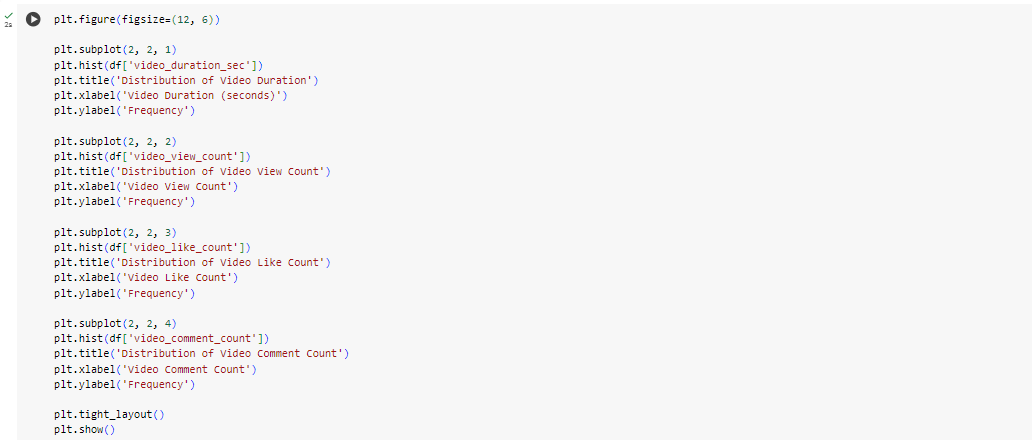 2s
plt.figure(figsize=(12, 6))
plt.subplot(2, 2, 1)
plt.hist(df['video_duration_sec'])
plt.title('Distribution of Video Duration')
plt.xlabel('Video Duration (seconds)')
plt.ylabel('Frequency')
plt.subplot(2, 2, 2)
plt.hist(df['video_view_count'])
plt.title('Distribution of Video View Count')
plt.xlabel('Video View Count')
plt.ylabel('Frequency')
plt.subplot(2, 2, 3)
plt.hist(df['video_like_count'])
plt.title('Distribution of Video Like Count')
plt.xlabel('Video Like Count')
plt.ylabel('Frequency')
plt.subplot(2, 2, 4)
plt.hist(df['video_comment_count'])
plt.title('Distribution of Video Comment Count')
plt.xlabel('Video Comment Count')
plt.ylabel('Frequency')
plt.tight_layout()
plt.show()